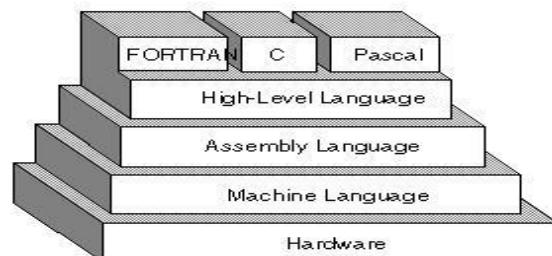 FORTRAN C Pascal
High-Level Language
Assembly Language
Machine Language
Hardware